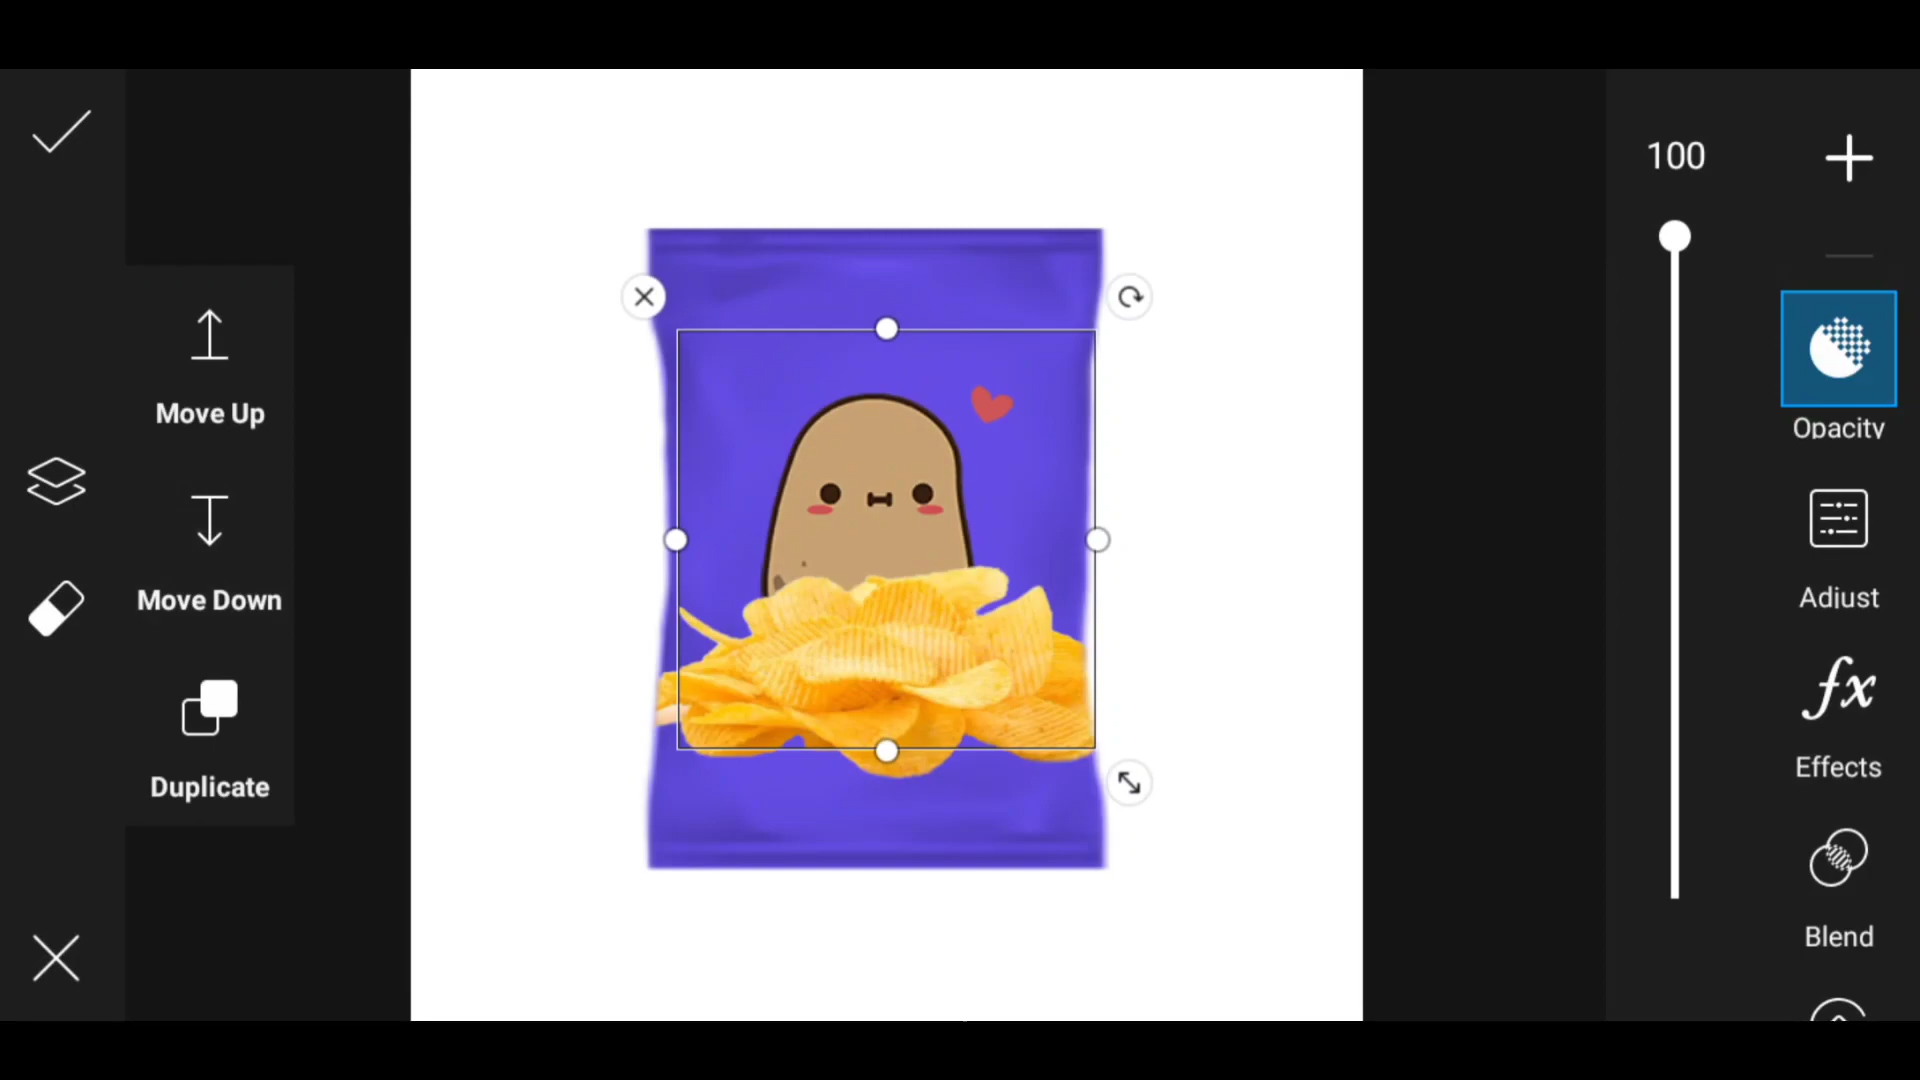 100
Move Up
Opacity
Move Down
Adjust
fx
Effects
Duplicate
Blend